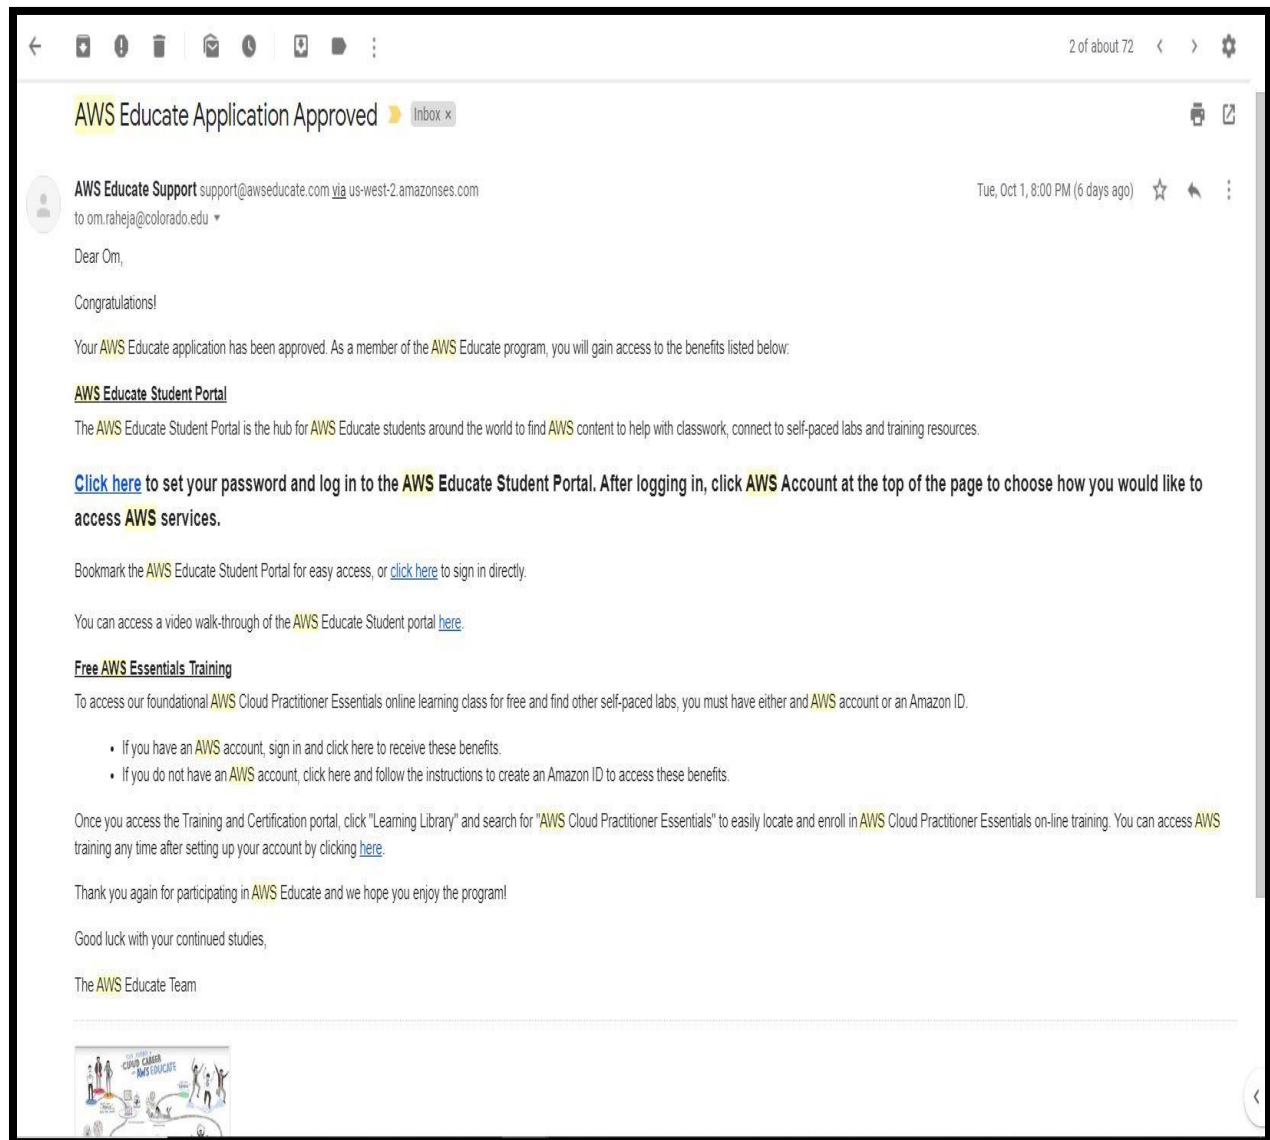 2 of about 72
AWS Educate Application Approved Inbox ×
AWS Educate Support support@awseducate.com via us-west-2.amazonses.com Tue, Oct 1, 8:00 PM (6 days ago)
to om.raheja@colorado.edu
Dear Om,
Congratulations!
Your AWS Educate application has been approved. As a member of the AWS Educate program, you will gain access to the benefits listed below:
AWS Educate Student Portal
The AWS Educate Student Portal is the hub for AWS Educate students around the world to find AWS content to help with classwork, connect to self-paced labs and training resources.
Click here to set your password and log in to the AWS Educate Student Portal. After logging in, click AWS Account at the top of the page to choose how you would like to
access AWS services.
Bookmark the AWS Educate Student Portal for easy access, or click here to sign in directly.
You can access a video walk-through of the AWS Educate Student portal here.
Free AWS Essentials Training
To access our foundational AWS Cloud Practitioner Essentials online learning class for free and find other self-paced labs, you must have either and AWS account or an Amazon ID.
• If you have an AWS account, sign in and click here to receive these benefits.
• If you do not have an AWS account, click here and follow the instructions to create an Amazon ID to access these benefits.
Once you access the Training and Certification portal, click "Learning Library" and search for "AWS Cloud Practitioner Essentials" to easily locate and enroll in AWS Cloud Practitioner Essentials on-line training. You can access AWS
training any time after setting up your account by clicking here.
Thank you again for participating in AWS Educate and we hope you enjoy the program!
Good luck with your continued studies,
The AWS Educate Team
CLOUD CAREER
AWS EDUCATE